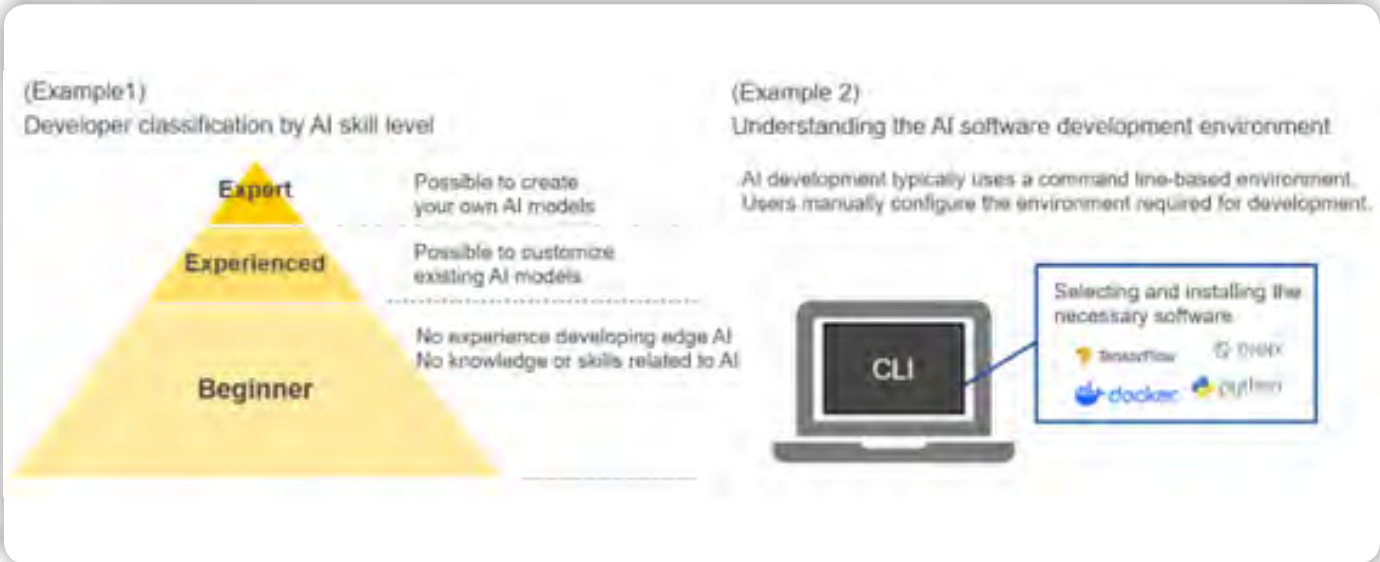 (Example1)
Developer classification by AI skill level
Expert
Possible to create
your own AI models
Experienced
Possible to customize
existing AI models
Beginner
No experience developing edge AI
No knowledge or skills related to AI
(Example 2)
Understanding the AI software development environment
AI development typically uses a command line-based environment.
Users manually configure the environment required for development.
CLI
Selecting and installing the
necessary software
TensorFlow
ONNX
docker
python